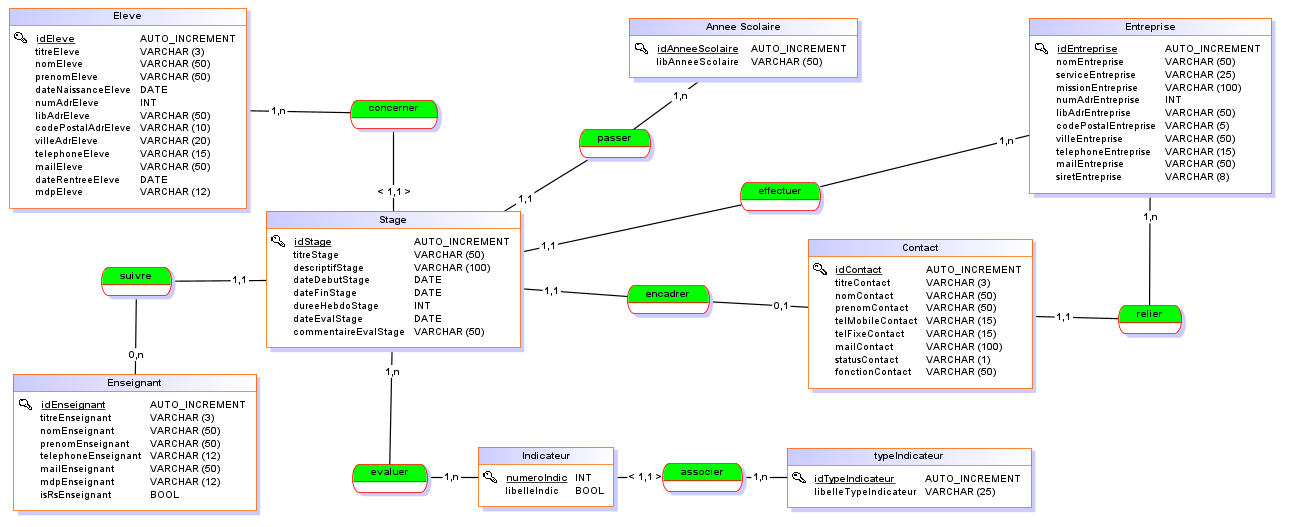 Eleve
idEleve AUTO_INCREMENT
titreEleve VARCHAR (3)
nomEleve VARCHAR (50)
prenomEleve VARCHAR (50)
dateNaissanceEleve DATE
numAdrEleve INT
libAdrEleve VARCHAR (50)
codePostalAdrEleve VARCHAR (10)
villeAdrEleve VARCHAR (20)
telephoneEleve VARCHAR (15)
mailEleve VARCHAR (50)
dateRentreeEleve DATE
mdpEleve VARCHAR (12)
1,n
concerner
< 1,1 >
Annee Scolaire
idAnneeScolaire AUTO_INCREMENT
libAnneeScolaire VARCHAR (50)
1,n
passer
1,1
Entreprise
idEntreprise AUTO_INCREMENT
nomEntreprise VARCHAR (50)
serviceEntreprise VARCHAR (25)
missionEntreprise VARCHAR (100)
numAdrEntreprise INT
libAdrEntreprise VARCHAR (50)
codePostalEntreprise VARCHAR (5)
villeEntreprise VARCHAR (50)
telephoneEntreprise VARCHAR (15)
mailEntreprise VARCHAR (50)
siretEntreprise VARCHAR (8)
1,n
effectuer
1,1
1,n
Stage
idStage AUTO_INCREMENT
titreStage VARCHAR (50)
descriptifStage VARCHAR (100)
dateDebutStage DATE
dateFinStage DATE
dureeHebdoStage INT
dateEvalStage DATE
commentaireEvalStage VARCHAR (50)
suivre
1,1
0,n
1,1
encadrer
0,1
Contact
idContact AUTO_INCREMENT
titreContact VARCHAR (3)
nomContact VARCHAR (50)
prenomContact VARCHAR (50)
telMobileContact VARCHAR (15)
relFixeContact VARCHAR (15)
mailContact VARCHAR (100)
statusContact VARCHAR (1)
fonctionContact VARCHAR (50)
1,1
relier
Enseignant
idEnseignant AUTO_INCREMENT
titreEnseignant VARCHAR (3)
nomEnseignant VARCHAR (50)
prenomEnseignant VARCHAR (50)
telephoneEnseignant VARCHAR (12)
mailEnseignant VARCHAR (50)
mdpEnseignant VARCHAR (12)
isRsEnseignant BOOL
1,n
evaluer
1,n
Indicateur
numeroIndic INT
libelleIndic BOOL
< 1,1 >
associer
1,n
typeIndicateur
idTypeIndicateur AUTO_INCREMENT
libelleTypeIndicateur VARCHAR (25)